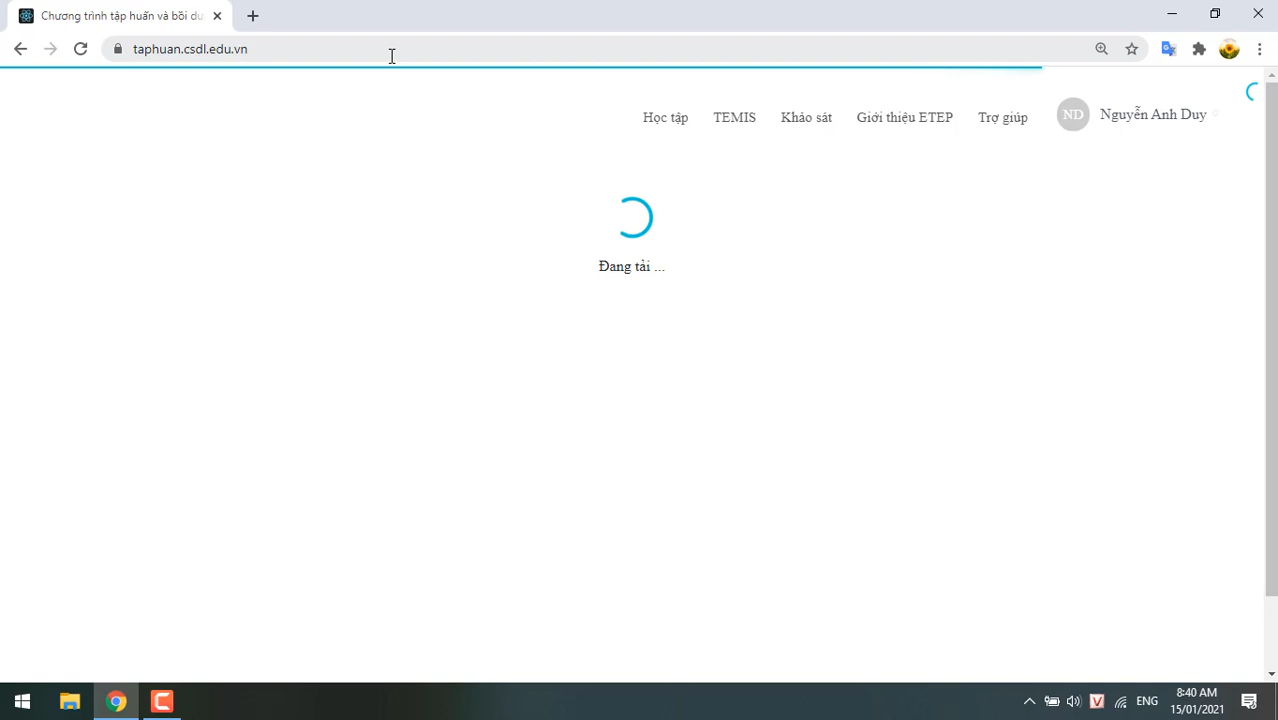 Chương trình tập huấn và bồi dư
taphuan.csdl.edu.vn
Học tập TEMIS Khảo sát Giới thiệu ETEP Trợ giúp ND Nguyễn Anh Duy
Đang tải ...
V ENG 8:40 AM
15/01/2021